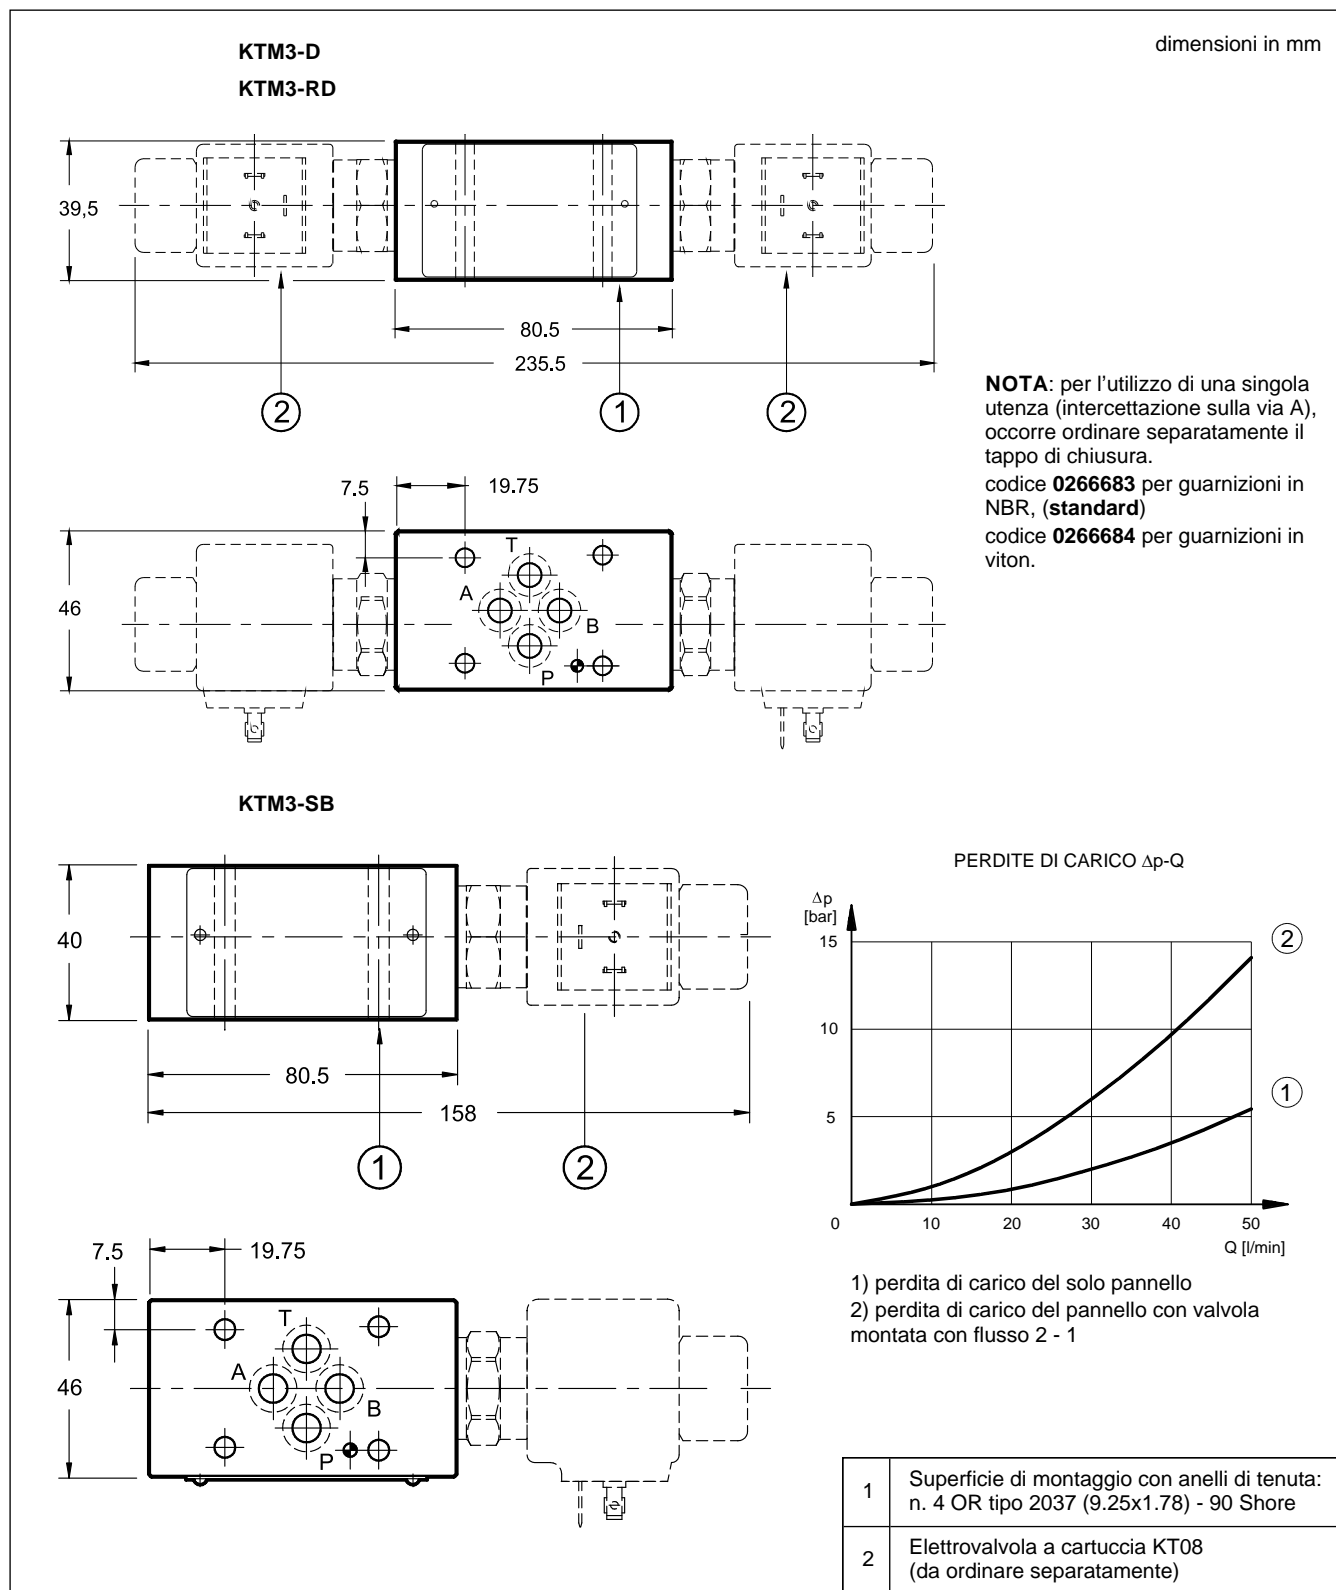 KTM3-D
dimensioni in mm
KTM3-RD
39,5
80.5
235.5
2
1
2
NOTA: per l'utilizzo di una singola
utenza (intercettazione sulla via A),
occorre ordinare separatamente il
tappo di chiusura.
codice 0266683 per guarnizioni in
NBR, (standard)
codice 0266684 per guarnizioni in
viton.
7.5
19.75
46
T
A
B
P
KTM3-SB
40
80.5
158
1
2
PERDITE DI CARICO Δp-Q
Δp
[bar]
15
10
5
0
10
20
30
40
50
Q [l/min]
2
1
1) perdita di carico del solo pannello
2) perdita di carico del pannello con valvola
montata con flusso 2 - 1
7.5
19.75
46
T
A
B
P
1
Superficie di montaggio con anelli di tenuta:
n. 4 OR tipo 2037 (9.25x1.78) - 90 Shore
2
Elettrovalvola a cartuccia KT08
(da ordinare separatamente)